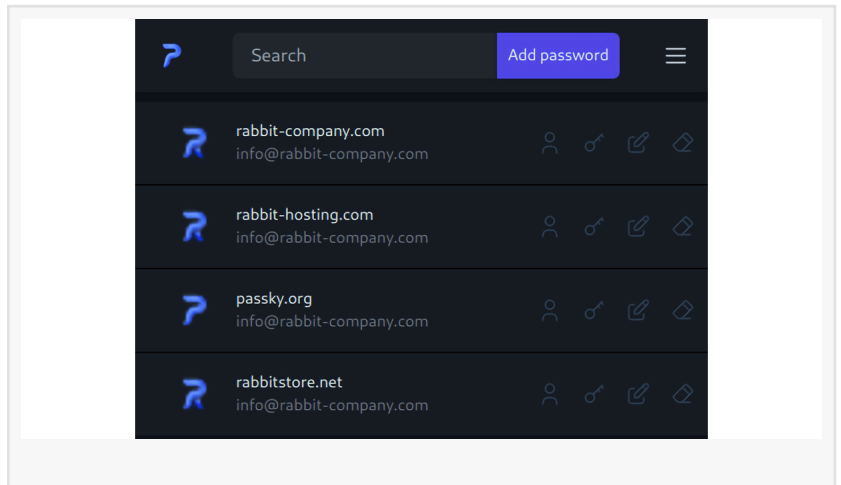 Search
Add password
rabbit-company.com
info@rabbit-company.com
rabbit-hosting.com
info@rabbit-company.com
passky.org
info@rabbit-company.com
rabbitstore.net
info@rabbit-company.com